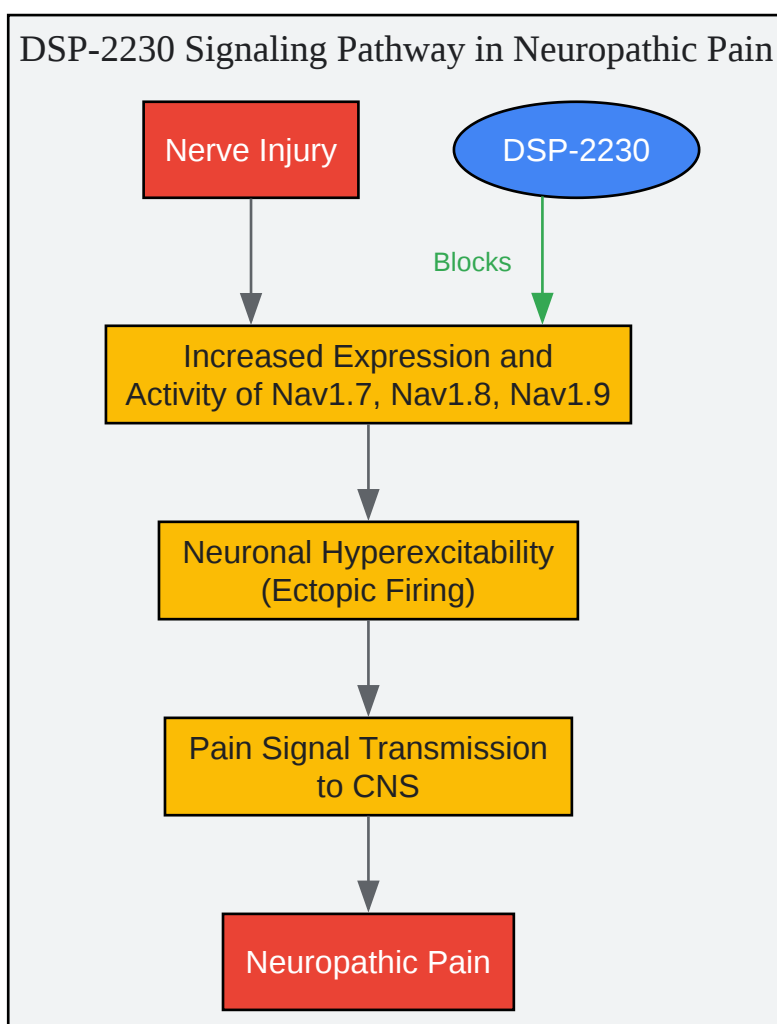 DSP-2230 Signaling Pathway in Neuropathic Pain
Nerve Injury
DSP-2230
Blocks
Increased Expression and
Activity of Nav1.7, Nav1.8, Nav1.9
Neuronal Hyperexcitability
(Ectopic Firing)
Pain Signal Transmission
to CNS
Neuropathic Pain